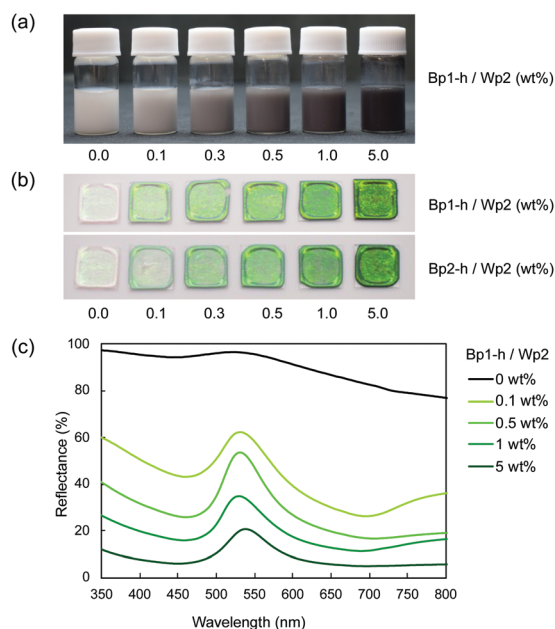 (a)
Bp1-h / Wp2 (wt%)
0.0 0.1 0.3 0.5 1.0 5.0
(b)
Bp1-h / Wp2 (wt%)
Bp2-h / Wp2 (wt%)
0.0 0.1 0.3 0.5 1.0 5.0
(c)
Bp1-h / Wp2
0 wt%
0.1 wt%
0.5 wt%
1 wt%
5 wt%
Reflectance (%)
100
80
60
40
20
0
350 400 450 500 550 600 650 700 750 800
Wavelength (nm)